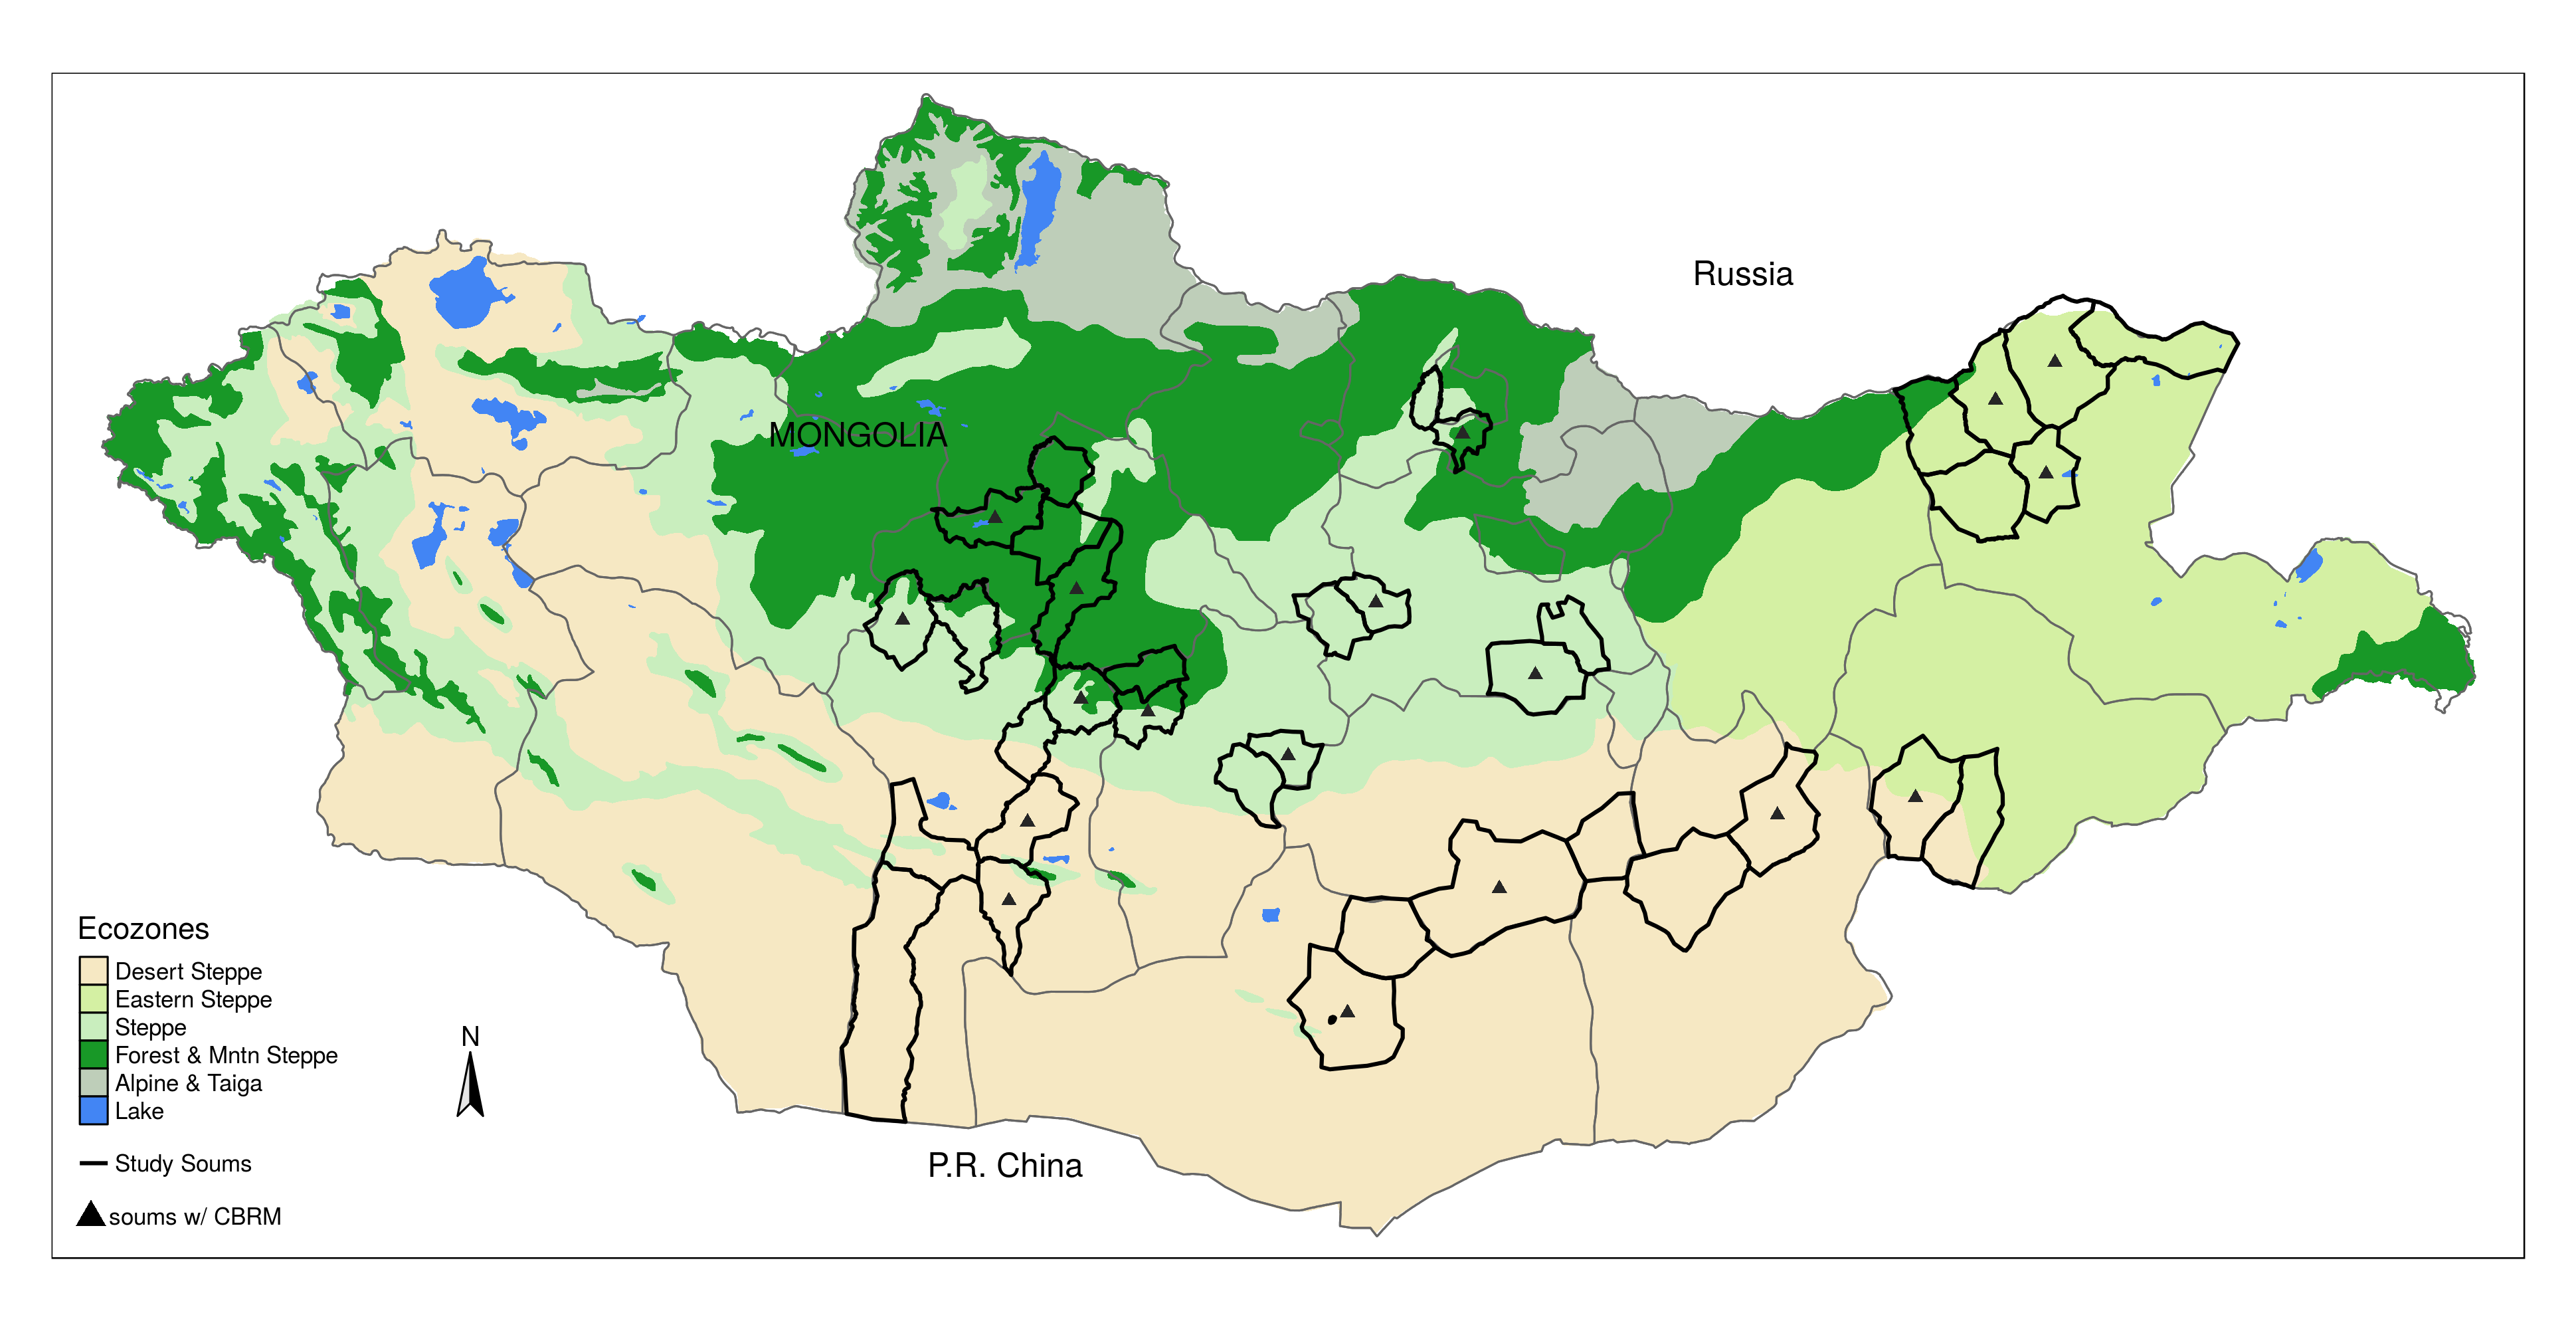 Russia
MONGOLIA
P.R. China
Ecozones
Desert Steppe
Eastern Steppe
Steppe
Forest & Mntn Steppe
Alpine & Taiga
Lake
Study Soums
soums w/ CBRM
N